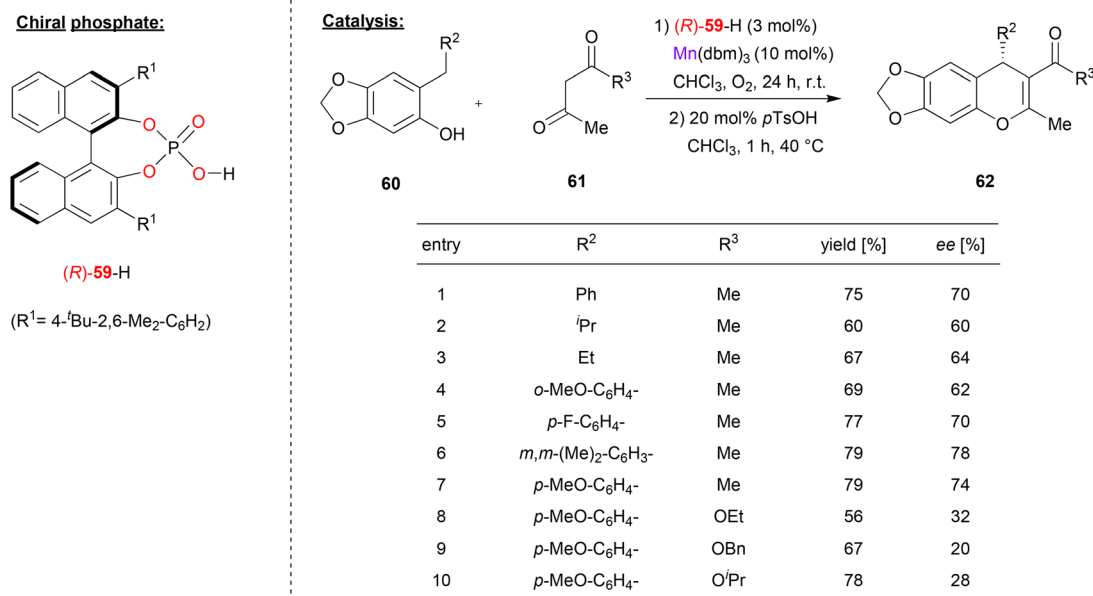 Chiral phosphate:
R¹
O
O
P
O
O–H
R¹
(R)-59-H
(R¹= 4-ᵗBu-2,6-Me₂-C₆H₂)
Catalysis:
R²
O
O
OH
60
+
O
R³
O
Me
61
1) (R)-59-H (3 mol%)
Mn(dbm)₃ (10 mol%)
CHCl₃, O₂, 24 h, r.t.
2) 20 mol% pTsOH
CHCl₃, 1 h, 40 °C
R²
O
O
R³
O
O
Me
62
entry R² R³ yield [%] ee [%]
1 Ph Me 75 70
2 ⁱPr Me 60 60
3 Et Me 67 64
4 o-MeO-C₆H₄- Me 69 62
5 p-F-C₆H₄- Me 77 70
6 m,m-(Me)₂-C₆H₃- Me 79 78
7 p-MeO-C₆H₄- Me 79 74
8 p-MeO-C₆H₄- OEt 56 32
9 p-MeO-C₆H₄- OBn 67 20
10 p-MeO-C₆H₄- OⁱPr 78 28